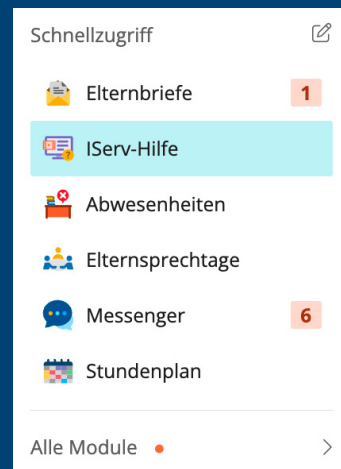 Schnellzugriff
Elternbriefe 1
IServ-Hilfe
Abwesenheiten
Elternsprechtage
Messenger 6
Stundenplan
Alle Module